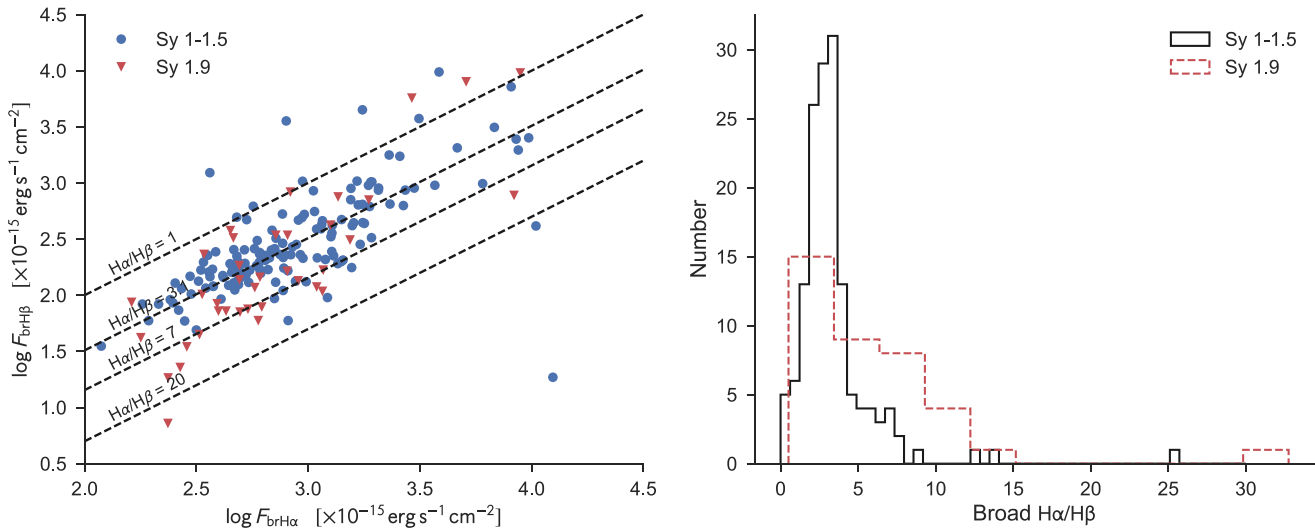 4.5
4.0
3.5
3.0
2.5
2.0
1.5
1.0
0.5
2.0 2.5 3.0 3.5 4.0 4.5
log F_brHβ [×10⁻¹⁵ erg s⁻¹ cm⁻²]
log F_brHα [×10⁻¹⁵ erg s⁻¹ cm⁻²]
Sy 1-1.5
Sy 1.9
Hα/Hβ = 1
Hα/Hβ = 3.1
Hα/Hβ = 7
Hα/Hβ = 20
30
25
20
15
10
5
0
0 5 10 15 20 25 30
Number
Broad Hα/Hβ
Sy 1-1.5
Sy 1.9